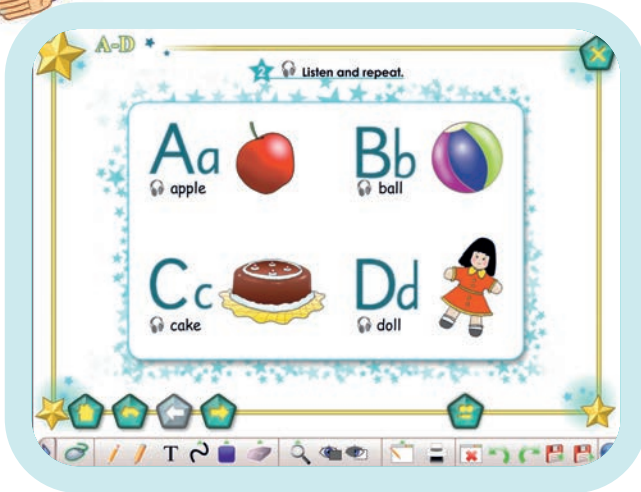 A-D
2 Listen and repeat.
Aa
apple
Bb
ball
Cc
cake
Dd
doll
T